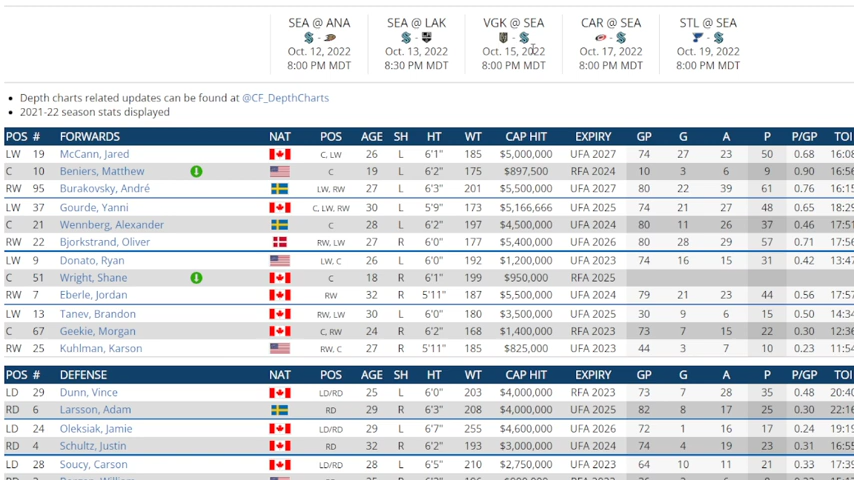 SEA @ ANA SEA @ LAK VGK @ SEA CAR @ SEA STL @ SEA
Oct. 12, 2022 Oct. 13, 2022 Oct. 15, 2022 Oct. 17, 2022 Oct. 19, 2022
8:00 PM MDT 8:30 PM MDT 8:00 PM MDT 8:00 PM MDT 8:00 PM MDT
• Depth charts related updates can be found at @CF_DepthCharts
• 2021-22 season stats displayed
POS # FORWARDS NAT POS AGE SH HT WT CAP HIT EXPIRY GP G A P P/GP TOI
LW 19 McCann, Jared C, LW 26 L 6'1" 185 $5,000,000 UFA 2027 74 27 23 50 0.68 16:08
C 10 Beniers, Matthew C 19 L 6'2" 175 $897,500 RFA 2024 10 3 6 9 0.90 16:56
RW 95 Burakovsky, André LW, RW 27 L 6'3" 201 $5,500,000 UFA 2027 80 22 39 61 0.76 16:15
LW 37 Gourde, Yanni C, LW, RW 30 L 5'9" 173 $5,166,666 UFA 2025 74 21 27 48 0.65 18:29
C 21 Wennberg, Alexander C 28 L 6'2" 197 $4,500,000 UFA 2024 80 11 26 37 0.46 17:51
RW 22 Bjorkstrand, Oliver RW, LW 27 R 6'0" 177 $5,400,000 UFA 2026 80 28 29 57 0.71 17:56
LW 9 Donato, Ryan LW, C 26 L 6'0" 192 $1,200,000 UFA 2023 74 16 15 31 0.42 13:47
C 51 Wright, Shane C 18 R 6'1" 199 $950,000 RFA 2025
RW 7 Eberle, Jordan RW 32 R 5'11" 187 $5,500,000 UFA 2024 79 21 23 44 0.56 17:57
LW 13 Tanev, Brandon LW, RW 30 L 6'0" 180 $3,500,000 UFA 2025 30 9 6 15 0.50 14:34
C 67 Geekie, Morgan C, RW 24 R 6'2" 168 $1,400,000 RFA 2023 73 7 15 22 0.30 12:36
RW 25 Kuhlman, Karson RW, C 27 R 5'11" 185 $825,000 UFA 2023 44 3 7 10 0.23 11:54
POS # DEFENSE NAT POS AGE SH HT WT CAP HIT EXPIRY GP G A P P/GP TOI
LD 29 Dunn, Vince LD/RD 25 L 6'0" 203 $4,000,000 RFA 2023 73 7 28 35 0.48 20:40
RD 6 Larsson, Adam RD 29 R 6'3" 208 $4,000,000 UFA 2025 82 8 17 25 0.30 22:16
LD 24 Oleksiak, Jamie LD/RD 29 L 6'7" 255 $4,600,000 UFA 2026 72 1 16 17 0.24 19:19
RD 4 Schultz, Justin RD 32 R 6'2" 193 $3,000,000 UFA 2024 74 4 19 23 0.31 16:55
LD 28 Soucy, Carson LD/RD 28 L 6'5" 210 $2,750,000 UFA 2023 64 10 11 21 0.33 17:39